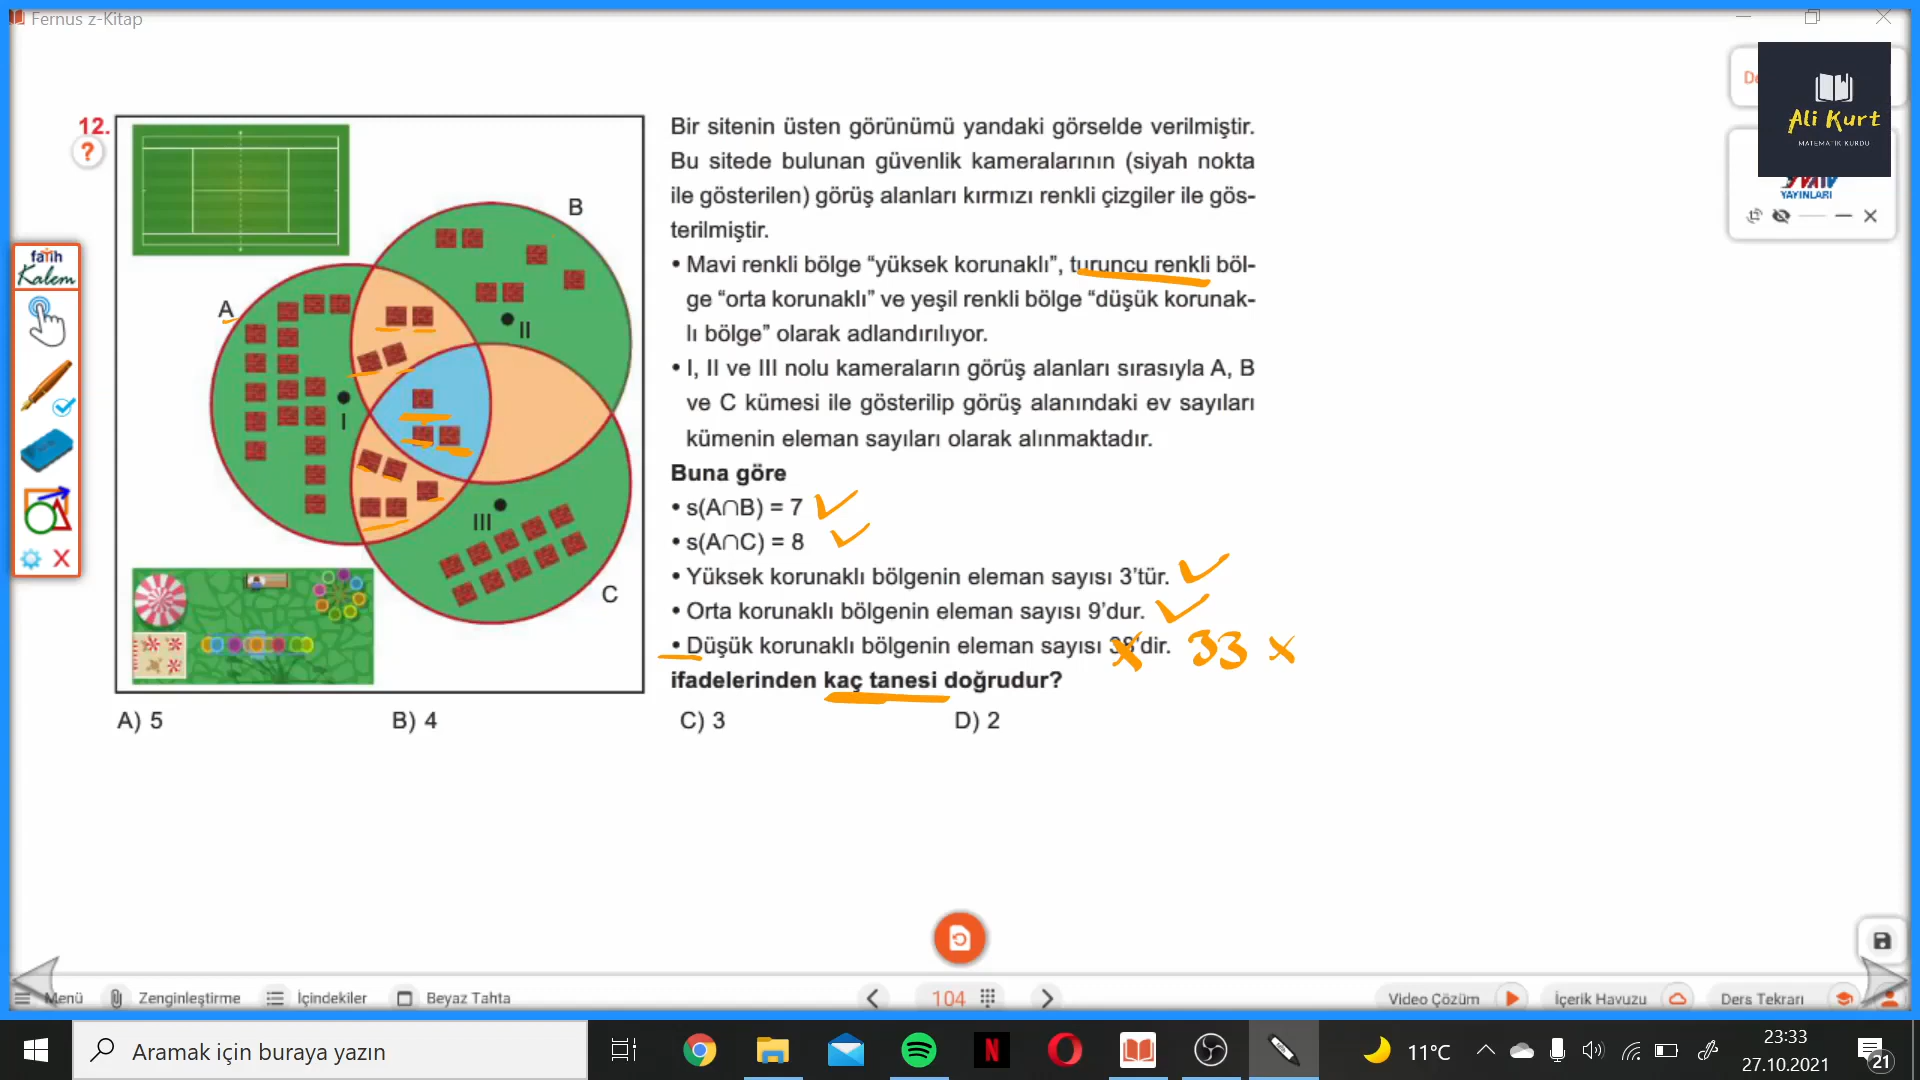 Fernus z-Kitap
Ali Kurt
MATEMATİK KURDU
YAYINLARI
fatih
Kalem
12.
?
A
B
C
I
II
III
Bir sitenin üsten görünümü yandaki görselde verilmiştir.
Bu sitede bulunan güvenlik kameralarının (siyah nokta
ile gösterilen) görüş alanları kırmızı renkli çizgiler ile gös-
terilmiştir.
• Mavi renkli bölge “yüksek korunaklı”, turuncu renkli böl-
ge “orta korunaklı” ve yeşil renkli bölge “düşük korunak-
lı bölge” olarak adlandırılıyor.
• I, II ve III nolu kameraların görüş alanları sırasıyla A, B
ve C kümesi ile gösterilip görüş alanındaki ev sayıları
kümenin eleman sayıları olarak alınmaktadır.
Buna göre
• s(A∩B) = 7
• s(A∩C) = 8
• Yüksek korunaklı bölgenin eleman sayısı 3’tür.
• Orta korunaklı bölgenin eleman sayısı 9’dur.
• Düşük korunaklı bölgenin eleman sayısı 38’dir. 33 x
ifadelerinden kaç tanesi doğrudur?
A) 5 B) 4 C) 3 D) 2
Menü Zenginleştirme İçindekiler Beyaz Tahta 104 Video Çözüm İçerik Havuzu Ders Tekrarı
Aramak için buraya yazın 11°C 23:33
27.10.2021 21